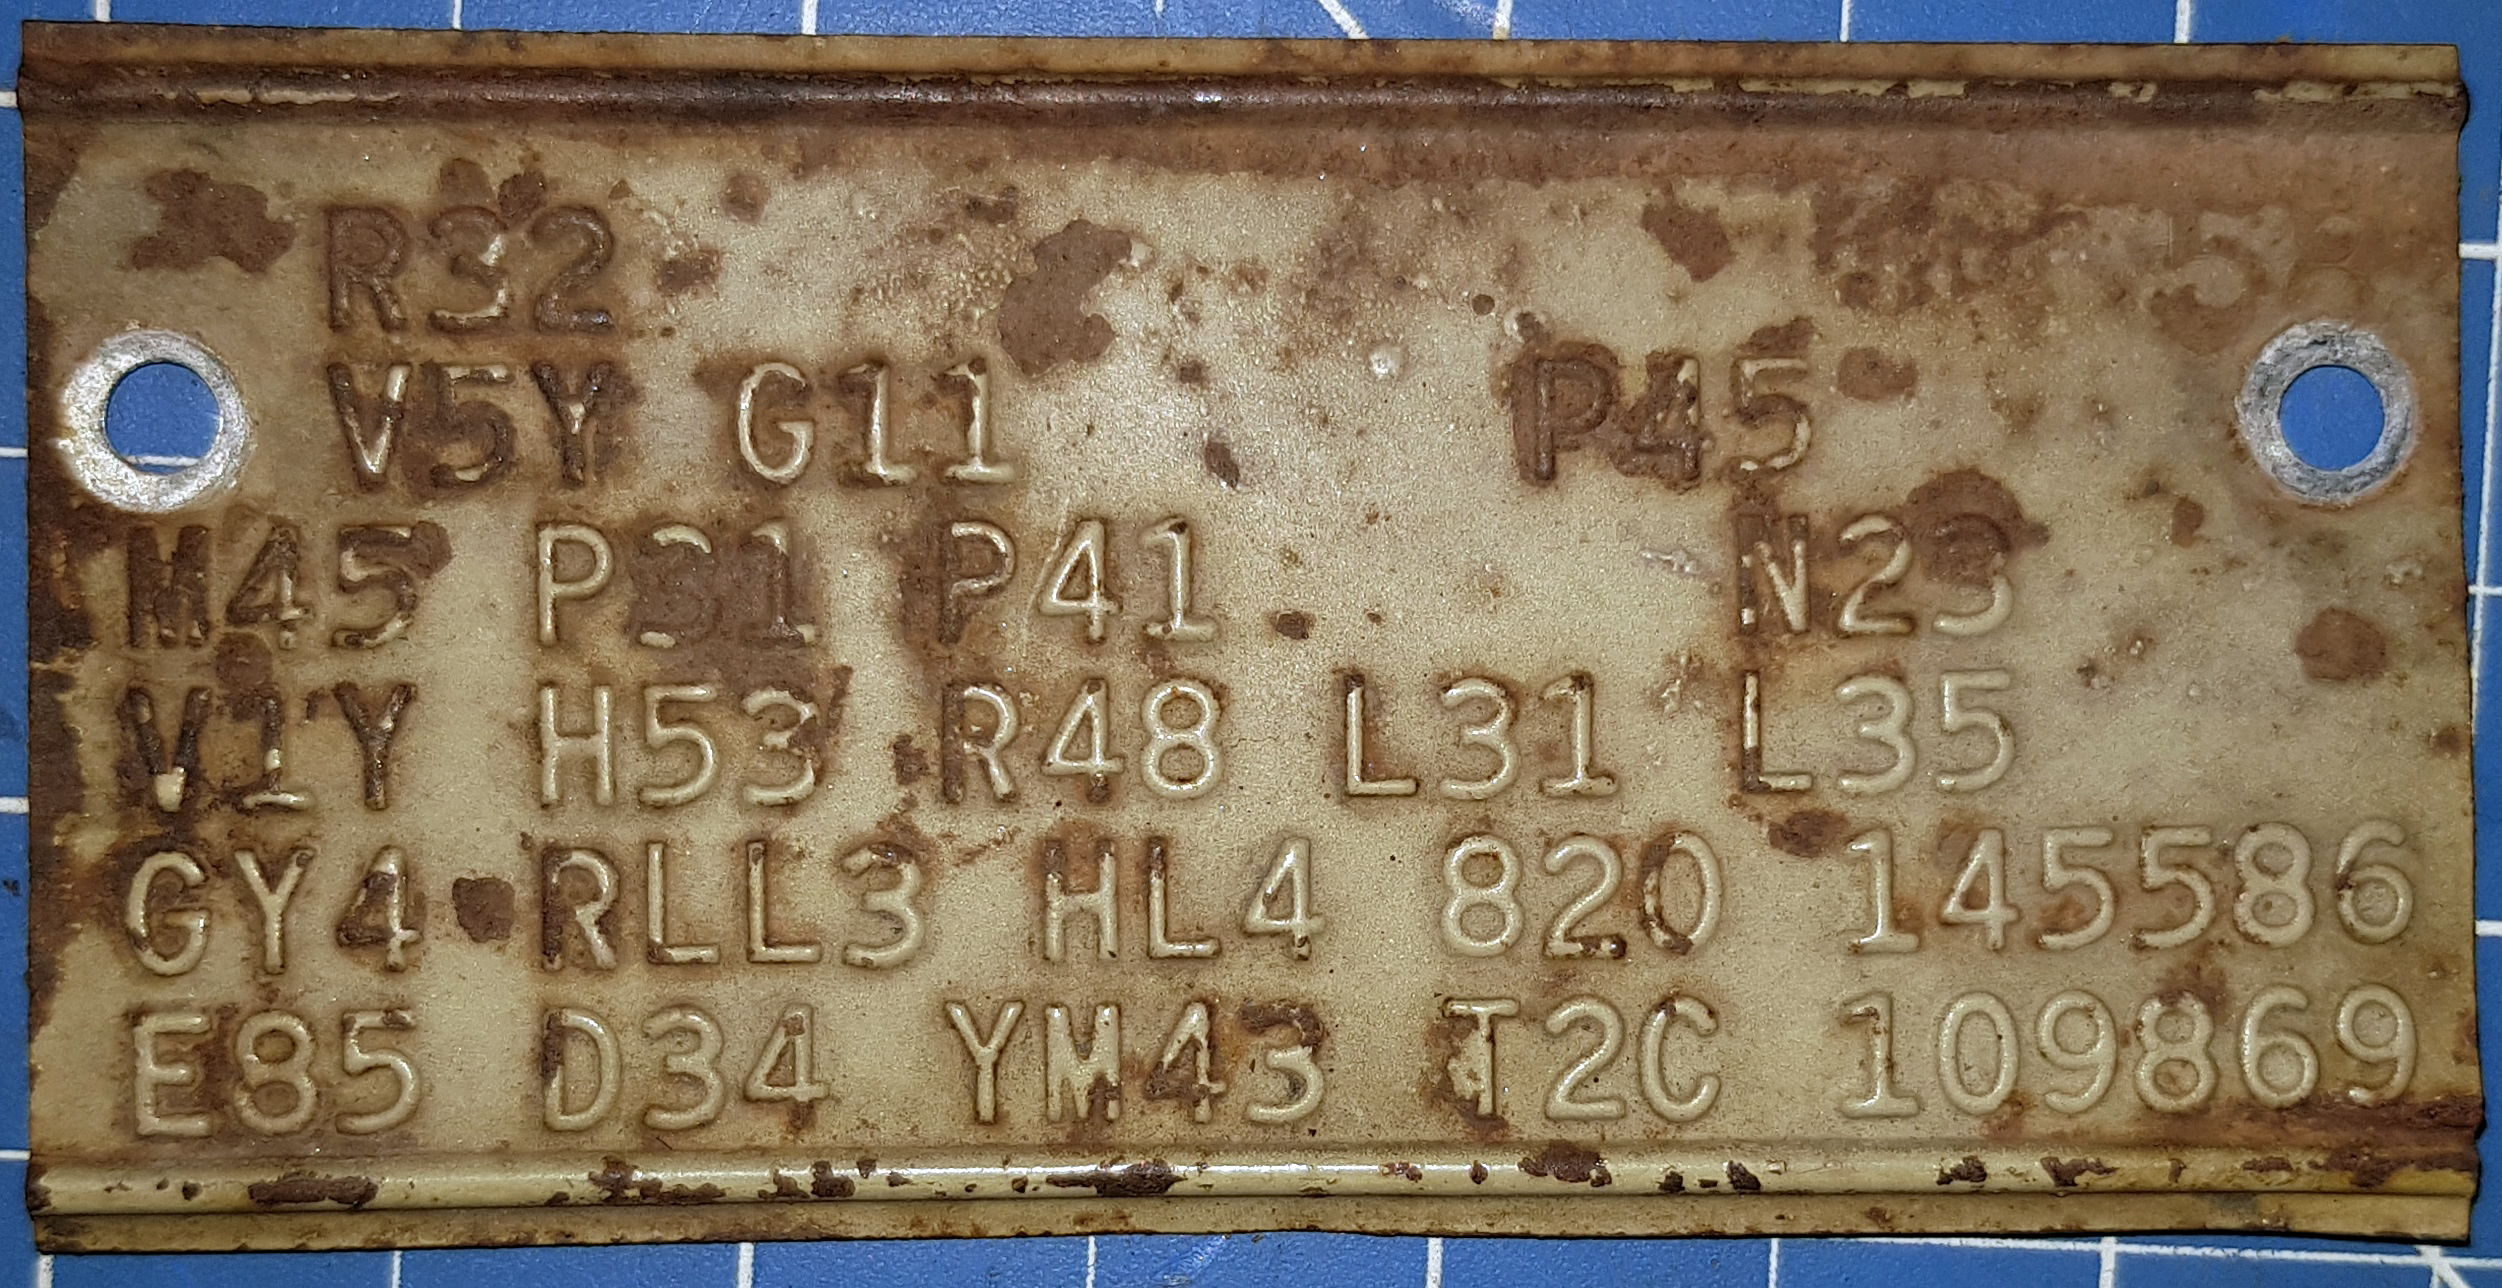 R32
V5Y G11 P45
M45 P31 P41 N23
V1Y H53 R48 L31 L35
GY4 RLL3 HL4 820 145586
E85 D34 YM43 T2C 109869